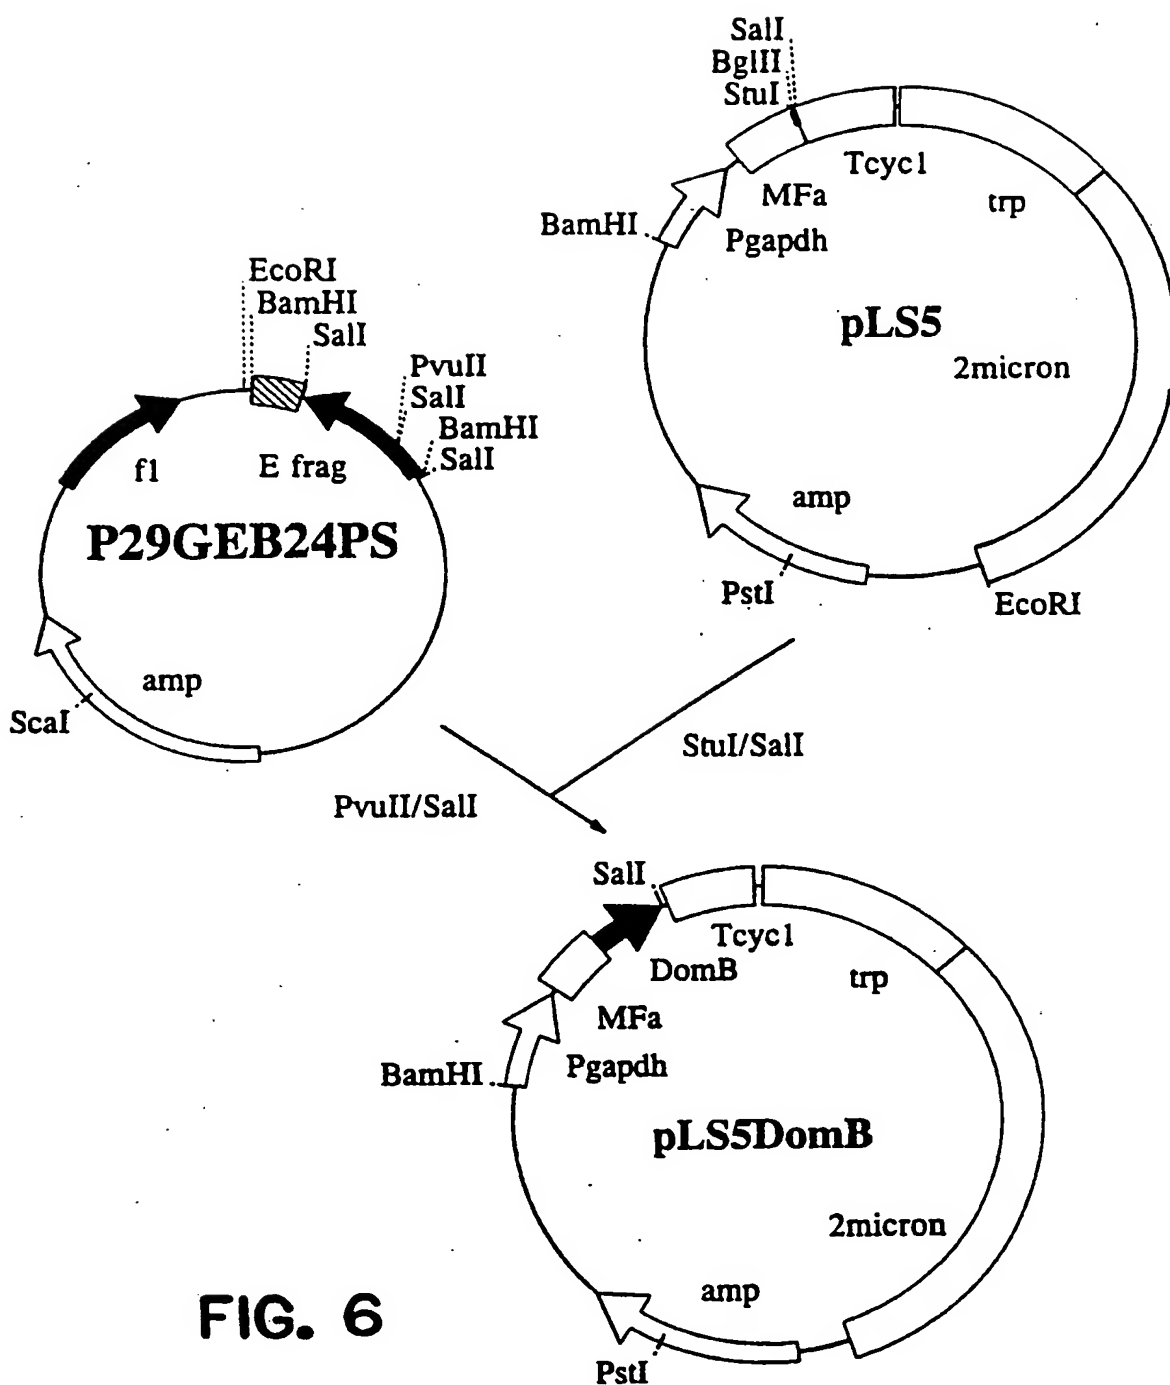 SalI
BglII
StuI
Tcyc1
MFa
trp
BamHI
Pgapdh
pLS5
2micron
amp
PstI
EcoRI
EcoRI
BamHI
SalI
PvuII
SalI
BamHI
SalI
f1
E frag
P29GEB24PS
amp
ScaI
StuI/SalI
PvuII/SalI
SalI
Tcyc1
DomB
trp
MFa
BamHI
Pgapdh
pLS5DomB
2micron
amp
PstI
FIG. 6